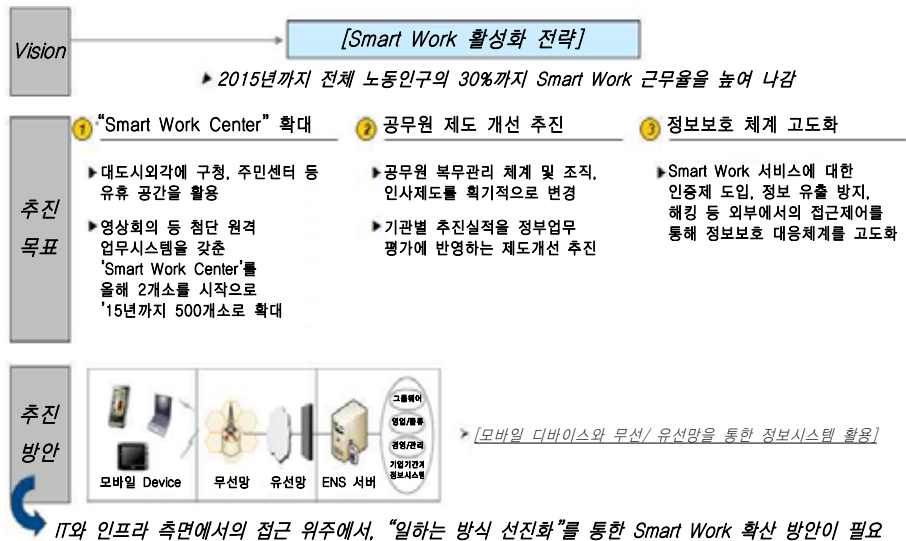 Vision
[Smart Work 활성화 전략]
▶ 2015년까지 전체 노동인구의 30%까지 Smart Work 근무율을 높여 나감
추진
목표
① “Smart Work Center” 확대
▶대도시외각에 구청, 주민센터 등
유휴 공간을 활용
▶영상회의 등 첨단 원격
업무시스템을 갖춘
‘Smart Work Center’를
올해 2개소를 시작으로
’15년까지 500개소로 확대
② 공무원 제도 개선 추진
▶공무원 복무관리 체계 및 조직,
인사제도를 획기적으로 변경
▶기관별 추진실적을 정부업무
평가에 반영하는 제도개선 추진
③ 정보보호 체계 고도화
▶Smart Work 서비스에 대한
인증제 도입, 정보 유출 방지,
해킹 등 외부에서의 접근제어를
통해 정보보호 대응체계를 고도화
추진
방안
모바일 Device
무선망
유선망
ENS 서버
그룹웨어
영업/물류
경영/관리
기업기간계
정보시스템
➤ [모바일 디바이스와 무선/ 유선망을 통한 정보시스템 활용]
IT와 인프라 측면에서의 접근 위주에서, “일하는 방식 선진화”를 통한 Smart Work 확산 방안이 필요